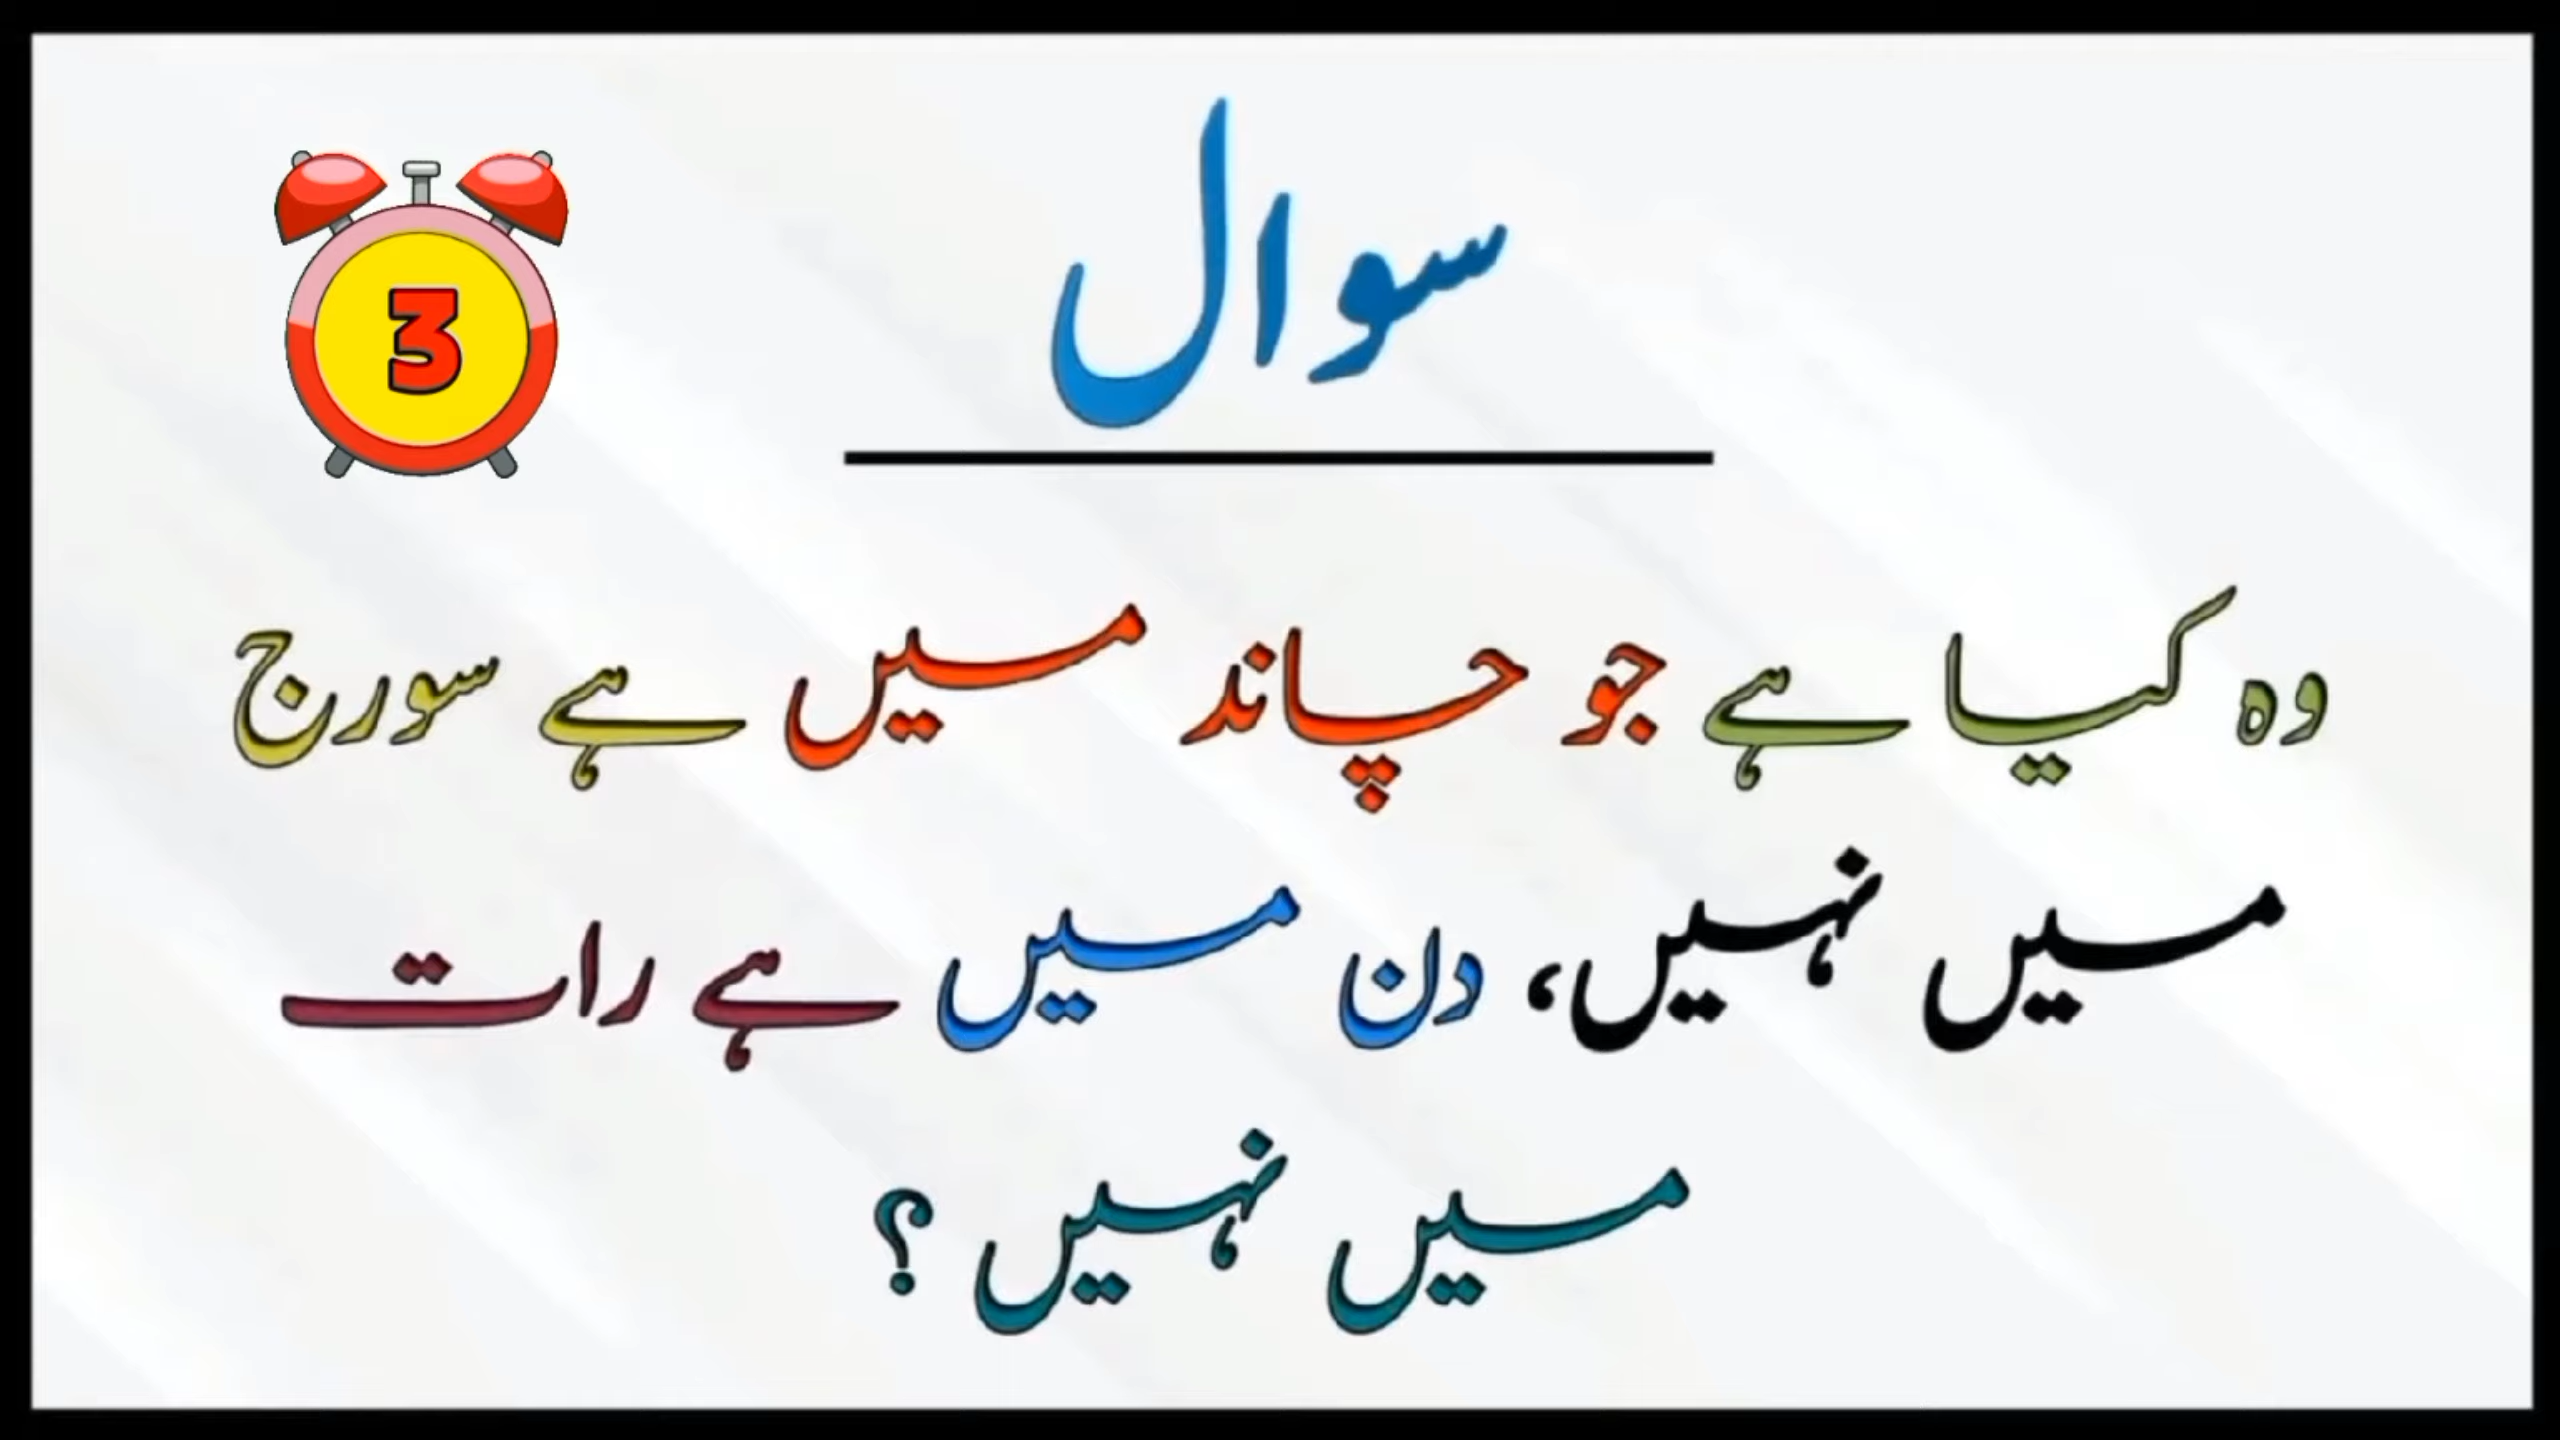 سوال
3
وہ کیا ہے جو چاند میں ہے سورج
میں نہیں، دن میں ہے رات
میں نہیں ؟